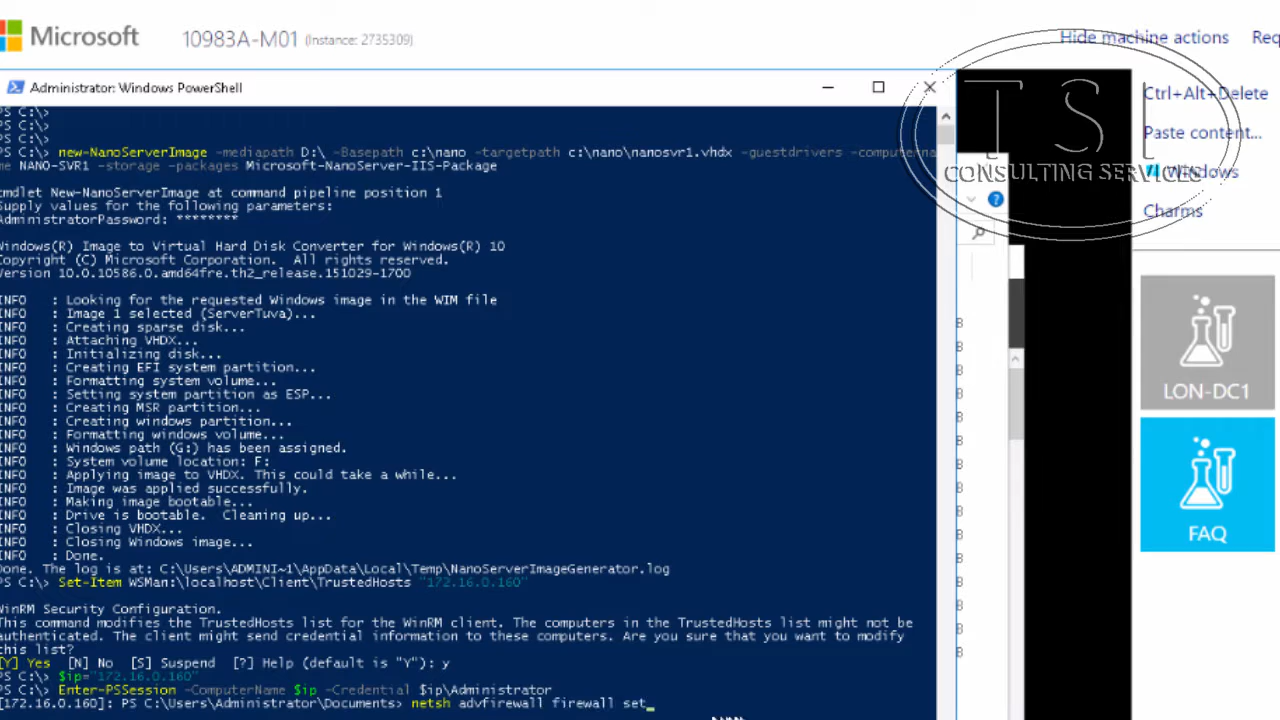 Microsoft 10983A-M01 (Instance: 2735309)
Hide machine actions
Administrator: Windows PowerShell
Ctrl+Alt+Delete
Paste content...
Windows
Charms
T S I
CONSULTING SERVICES
PS C:\>
PS C:\>
PS C:\>
PS C:\> new-NanoServerImage -mediapath D:\ -Basepath c:\nano -targetpath c:\nano\nanosvr1.vhdx -guestdrivers -computerna
me NANO-SVR1 -storage -packages Microsoft-NanoServer-IIS-Package
cmdlet New-NanoServerImage at command pipeline position 1
Supply values for the following parameters:
AdministratorPassword: ********
Windows(R) Image to Virtual Hard Disk Converter for Windows(R) 10
Copyright (C) Microsoft Corporation.  All rights reserved.
Version 10.0.10586.0.amd64fre.th2_release.151029-1700
INFO   : Looking for the requested Windows image in the WIM file
INFO   : Image 1 selected (ServerTuva)...
INFO   : Creating sparse disk...
INFO   : Attaching VHDX...
INFO   : Initializing disk...
INFO   : Creating EFI system partition...
INFO   : Formatting system volume...
INFO   : Setting system partition as ESP...
INFO   : Creating MSR partition...
INFO   : Creating windows partition...
INFO   : Formatting windows volume...
INFO   : Windows path (G:) has been assigned.
INFO   : System volume location: F:
INFO   : Applying image to VHDX. This could take a while...
INFO   : Image was applied successfully.
INFO   : Making image bootable...
INFO   : Drive is bootable.  Cleaning up...
INFO   : Closing VHDX...
INFO   : Closing Windows image...
INFO   : Done.
Done. The log is at: C:\Users\ADMINI~1\AppData\Local\Temp\NanoServerImageGenerator.log
PS C:\> Set-Item WSMan:\localhost\Client\TrustedHosts "172.16.0.160"
WinRM Security Configuration.
This command modifies the TrustedHosts list for the WinRM client. The computers in the TrustedHosts list might not be
authenticated. The client might send credential information to these computers. Are you sure that you want to modify
this list?
[Y] Yes  [N] No  [S] Suspend  [?] Help (default is "Y"): y
PS C:\> $ip="172.16.0.160"
PS C:\> Enter-PSSession -ComputerName $ip -Credential $ip\Administrator
[172.16.0.160]: PS C:\Users\Administrator\Documents> netsh advfirewall firewall set_
LON-DC1
FAQ